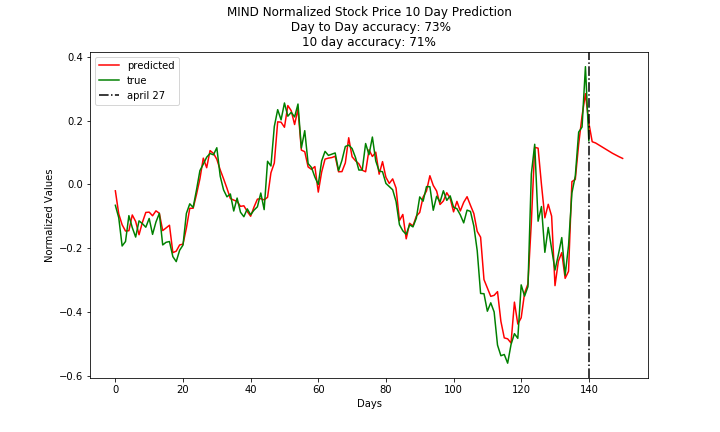 MIND Normalized Stock Price 10 Day Prediction
Day to Day accuracy: 73%
10 day accuracy: 71%
predicted
true
april 27
0.4
0.2
0.0
−0.2
−0.4
−0.6
Normalized Values
0
20
40
60
80
100
120
140
Days